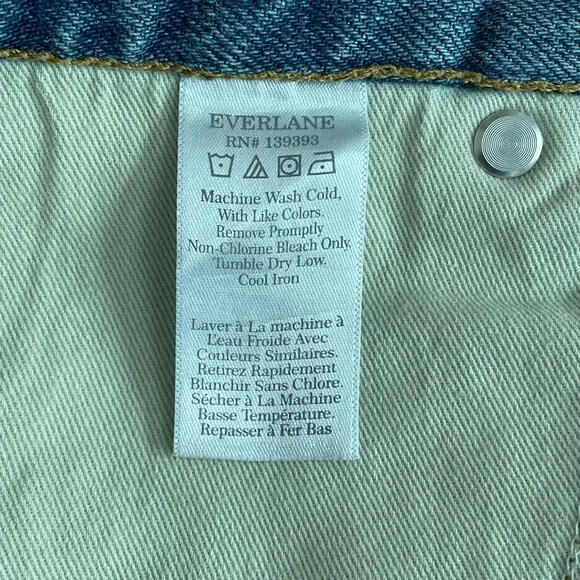 EVERLANE
RN# 139393
Machine Wash Cold,
With Like Colors.
Remove Promptly
Non-Chlorine Bleach Only.
Tumble Dry Low.
Cool Iron
Laver à La machine à
L'eau Froide Avec
Couleurs Similaires.
Retirez Rapidement
Blanchir Sans Chlore.
Sécher à La Machine
Basse Température.
Repasser à Fer Bas